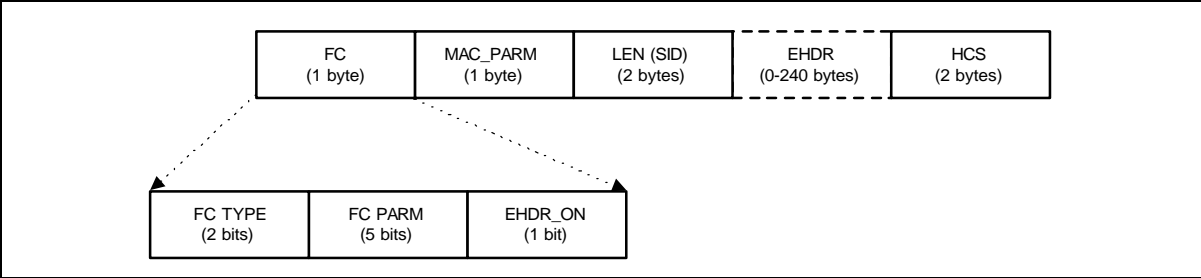 FC
(1 byte)
MAC_PARM
(1 byte)
LEN (SID)
(2 bytes)
EHDR
(0-240 bytes)
HCS
(2 bytes)
FC TYPE
(2 bits)
FC PARM
(5 bits)
EHDR_ON
(1 bit)